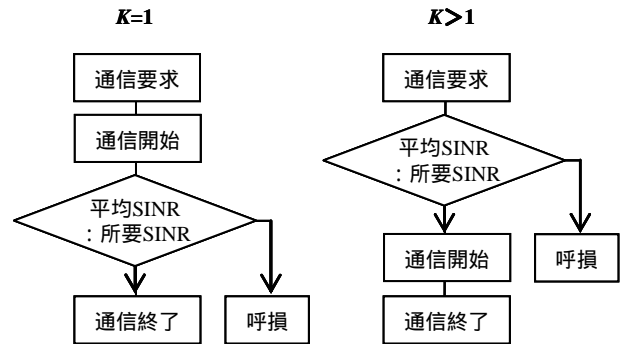 K=1
通信要求
通信開始
平均SINR
：所要SINR
通信終了
呼損
K＞1
通信要求
平均SINR
：所要SINR
通信開始
呼損
通信終了